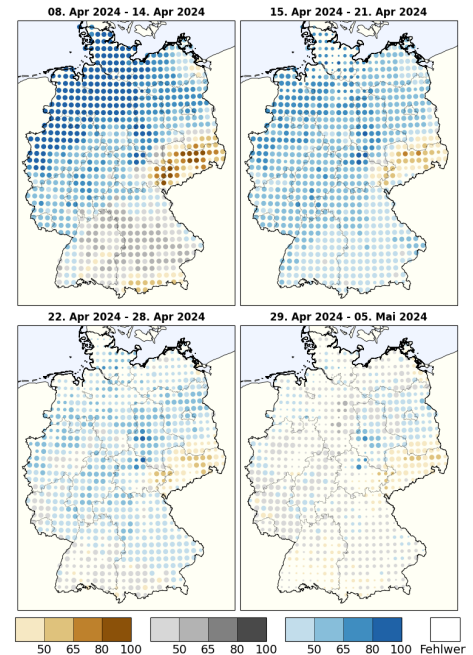 08. Apr 2024 - 14. Apr 2024
15. Apr 2024 - 21. Apr 2024
22. Apr 2024 - 28. Apr 2024
29. Apr 2024 - 05. Mai 2024
50 65 80 100 50 65 80 100 50 65 80 100 Fehlwer